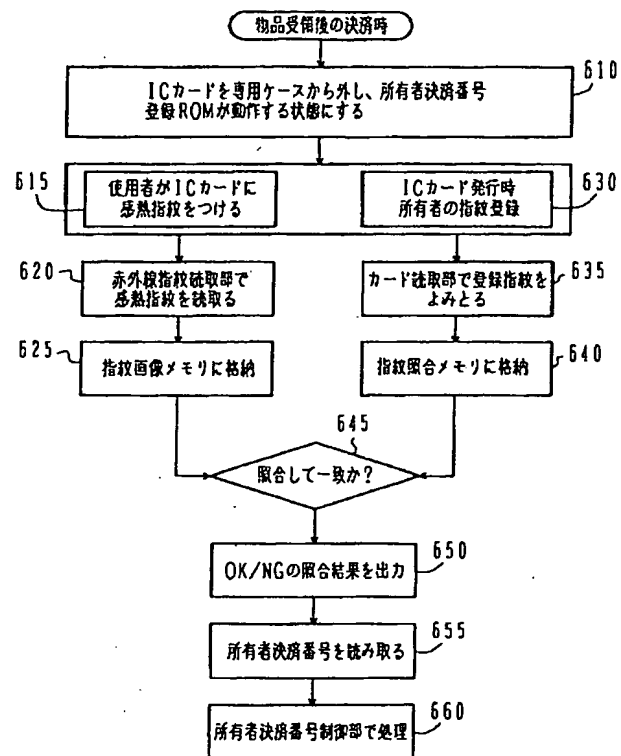 物品受領後の決済時
610
ICカードを専用ケースから外し、所有者決済番号
登録ROMが動作する状態にする
615
使用者がICカードに
感熱指紋をつける
630
ICカード発行時
所有者の指紋登録
620
赤外線指紋読取部で
感熱指紋を読取る
635
カード読取部で登録指紋を
よみとる
625
指紋画像メモリに格納
640
指紋照合メモリに格納
645
照合して一致か?
650
OK/NGの照合結果を出力
655
所有者決済番号を読み取る
660
所有者決済番号制御部で処理